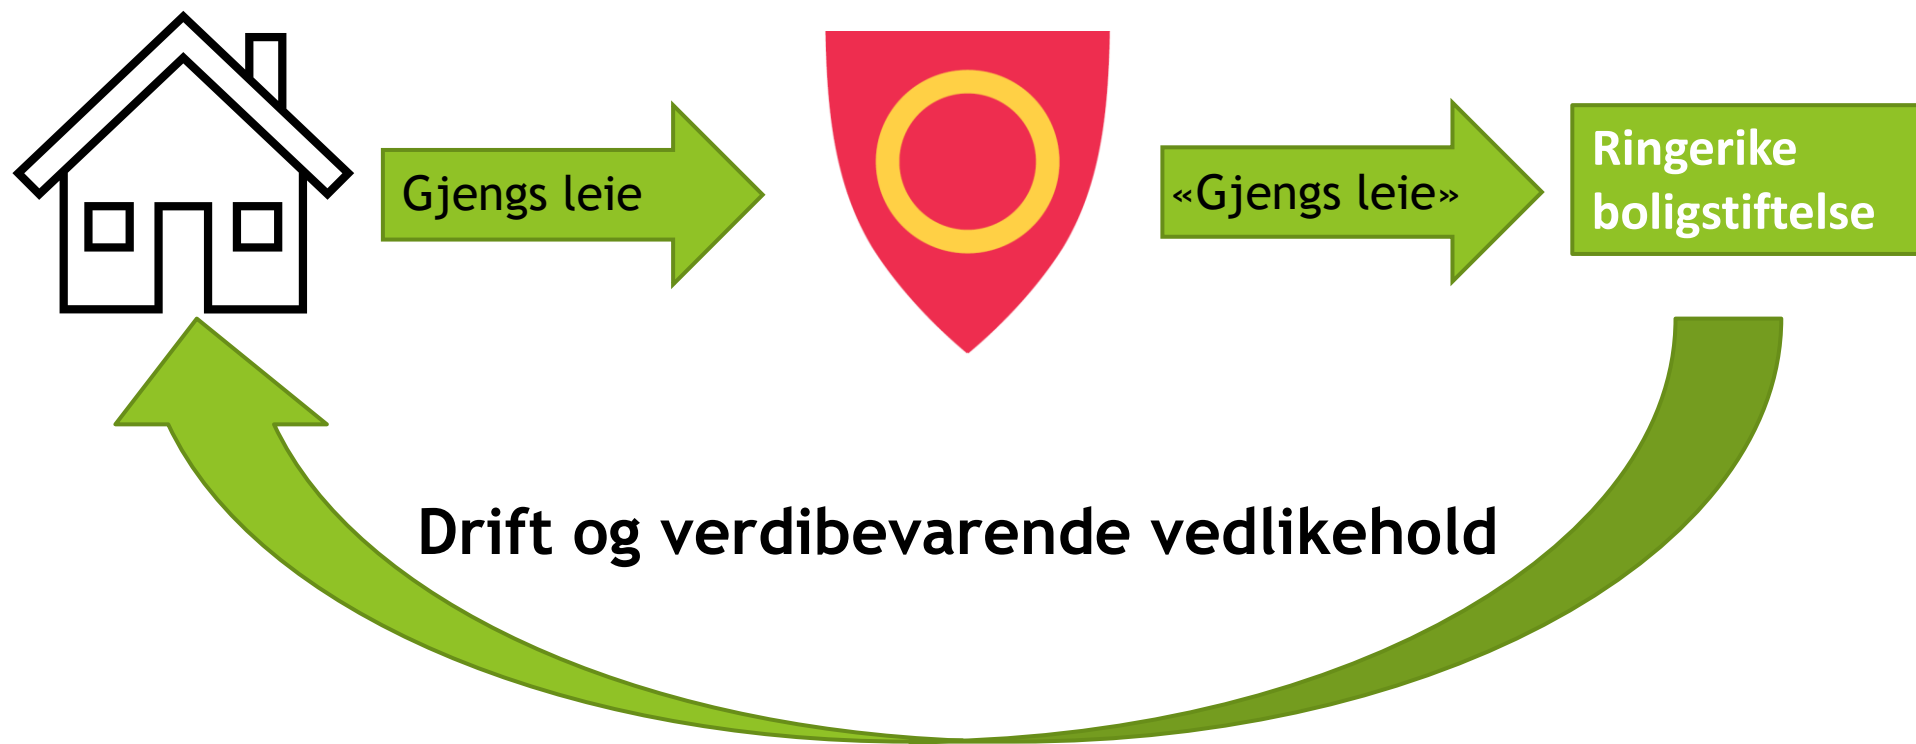 Gjengs leie
«Gjengs leie»
Ringerike
boligstiftelse
Drift og verdibevarende vedlikehold